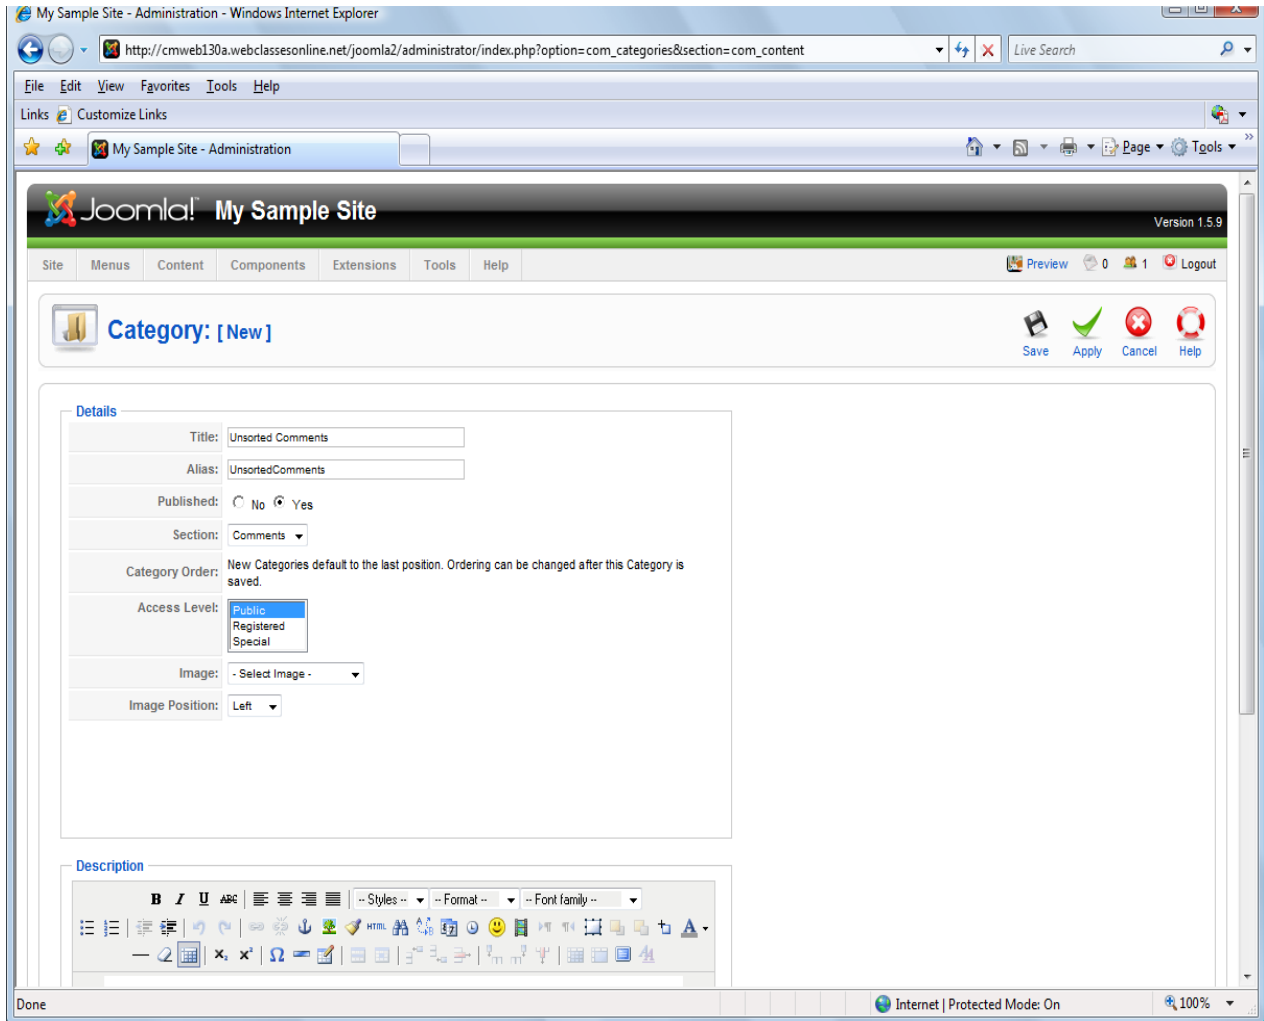 My Sample Site - Administration - Windows Internet Explorer
http://cmweb130a.webclassesonline.net/joomla2/administrator/index.php?option=com_categories&section=com_content
Live Search
File Edit View Favorites Tools Help
Links Customize Links
My Sample Site - Administration
Page Tools »
Joomla!™ My Sample Site
Version 1.5.9
Site Menus Content Components Extensions Tools Help
Preview 0 1 Logout
Category: [ New ]
Save Apply Cancel Help
Details
Title: Unsorted Comments
Alias: UnsortedComments
Published: No Yes
Section: Comments
Category Order: New Categories default to the last position. Ordering can be changed after this Category is
saved.
Access Level: Public
Registered
Special
Image: - Select Image -
Image Position: Left
Description
B I U ABC -- Styles -- -- Format -- -- Font family --
HTML A
x₂ x² Ω
Done
Internet | Protected Mode: On
100%